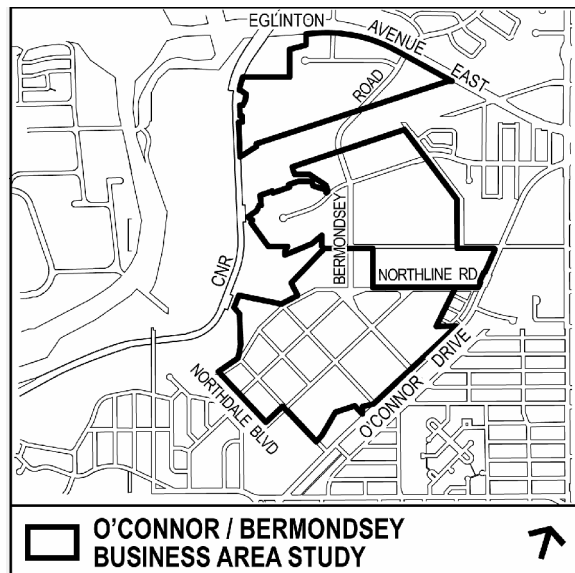 EGLINTON
AVENUE
EAST
ROAD
BERMONDSEY
CNR
NORTHLINE RD
O'CONNOR DRIVE
NORTHDALE BLVD
O'CONNOR / BERMONDSEY
BUSINESS AREA STUDY